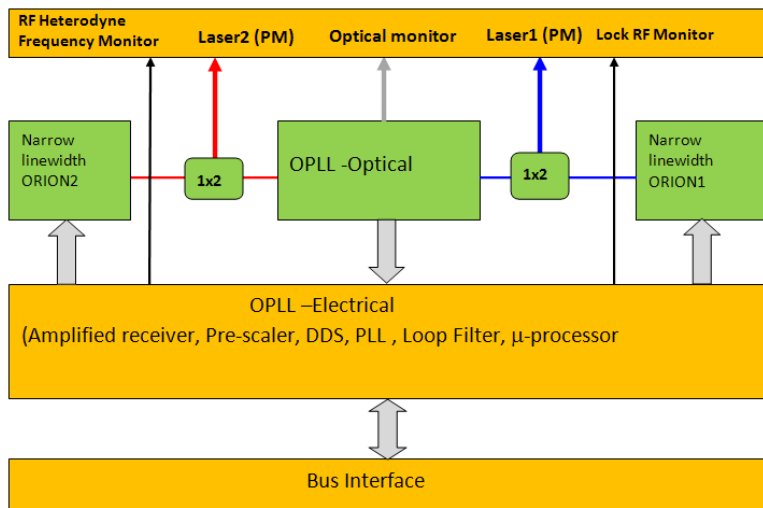 RF Heterodyne
Frequency Monitor
Laser2 (PM)
Optical monitor
Laser1 (PM)
Lock RF Monitor
Narrow
linewidth
ORION2
1x2
OPLL -Optical
1x2
Narrow
linewidth
ORION1
OPLL –Electrical
(Amplified receiver, Pre-scaler, DDS, PLL , Loop Filter, µ-processor
Bus Interface